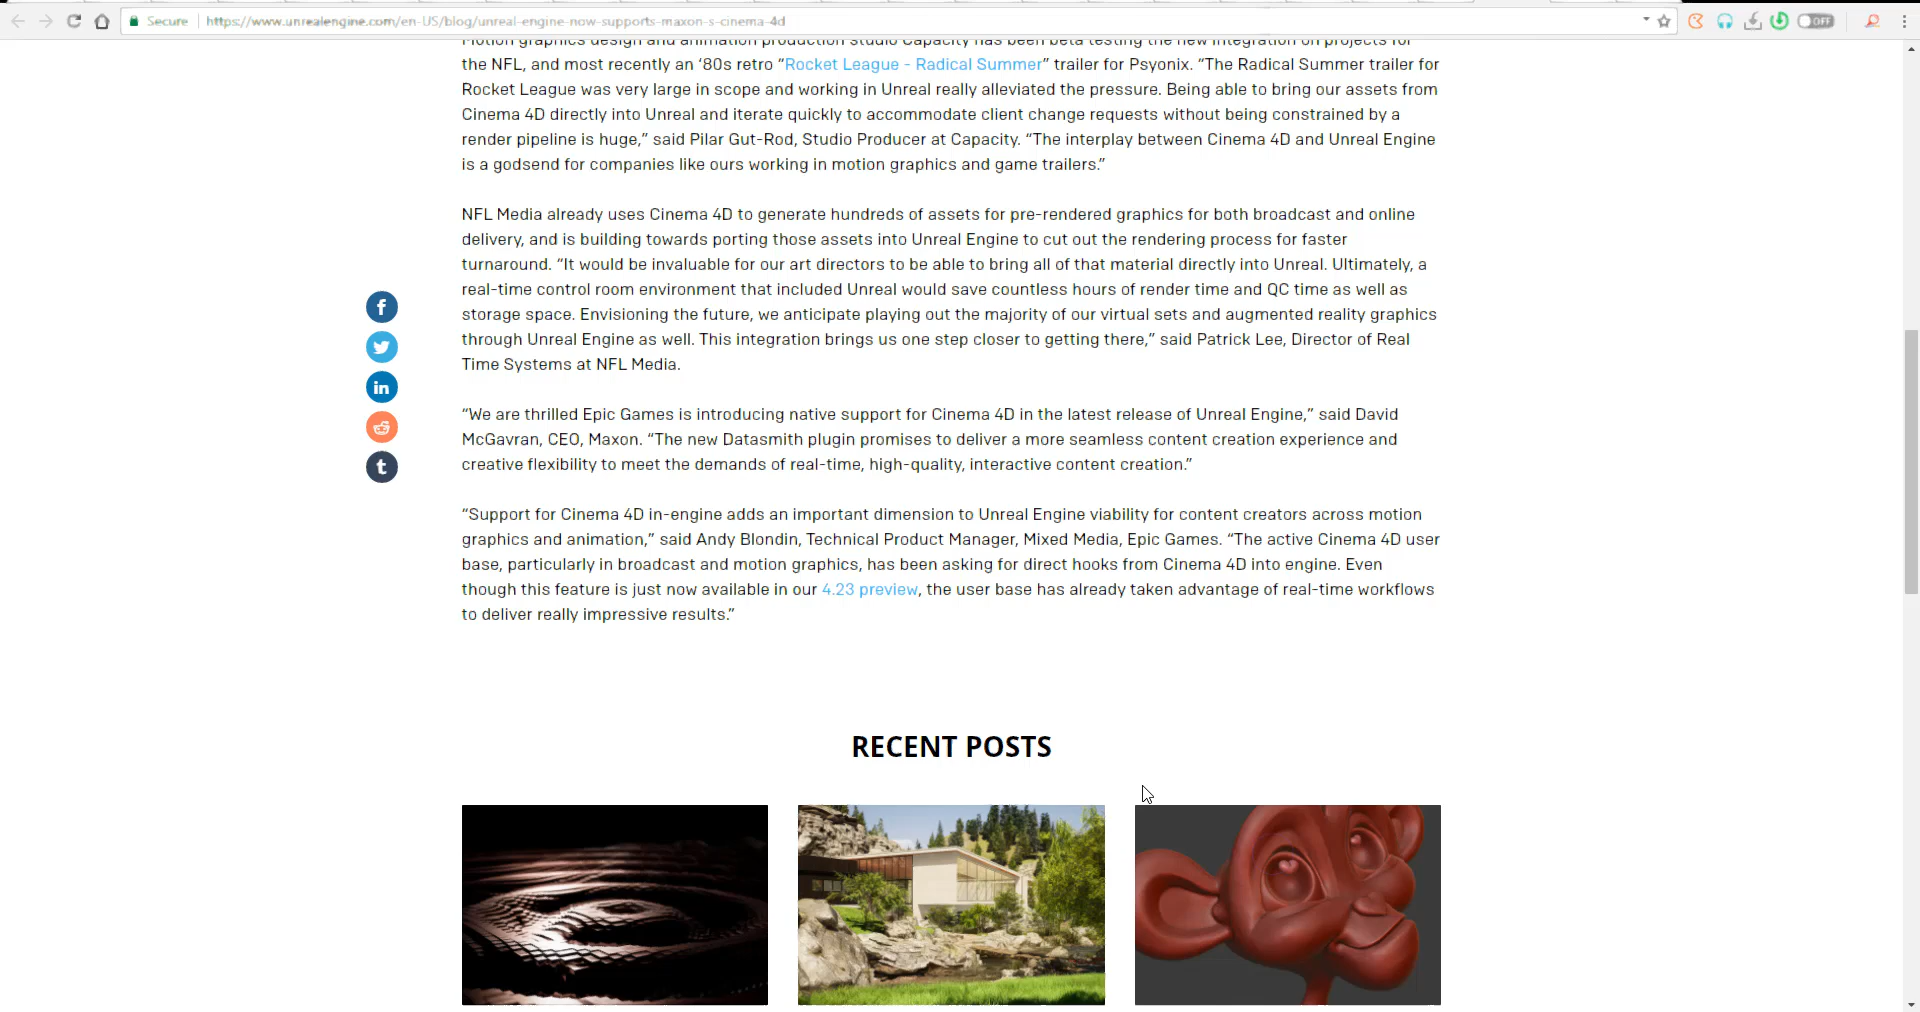 Secure https://www.unrealengine.com/en-US/blog/unreal-engine-now-supports-maxon-s-cinema-4d OFF
Motion graphics design and animation production studio Capacity has been beta testing the new integration on projects for
the NFL, and most recently an ‘80s retro “Rocket League - Radical Summer” trailer for Psyonix. “The Radical Summer trailer for
Rocket League was very large in scope and working in Unreal really alleviated the pressure. Being able to bring our assets from
Cinema 4D directly into Unreal and iterate quickly to accommodate client change requests without being constrained by a
render pipeline is huge,” said Pilar Gut-Rod, Studio Producer at Capacity. “The interplay between Cinema 4D and Unreal Engine
is a godsend for companies like ours working in motion graphics and game trailers.”
NFL Media already uses Cinema 4D to generate hundreds of assets for pre-rendered graphics for both broadcast and online
delivery, and is building towards porting those assets into Unreal Engine to cut out the rendering process for faster
turnaround. “It would be invaluable for our art directors to be able to bring all of that material directly into Unreal. Ultimately, a
real-time control room environment that included Unreal would save countless hours of render time and QC time as well as
storage space. Envisioning the future, we anticipate playing out the majority of our virtual sets and augmented reality graphics
through Unreal Engine as well. This integration brings us one step closer to getting there,” said Patrick Lee, Director of Real
Time Systems at NFL Media.
“We are thrilled Epic Games is introducing native support for Cinema 4D in the latest release of Unreal Engine,” said David
McGavran, CEO, Maxon. “The new Datasmith plugin promises to deliver a more seamless content creation experience and
creative flexibility to meet the demands of real-time, high-quality, interactive content creation.”
“Support for Cinema 4D in-engine adds an important dimension to Unreal Engine viability for content creators across motion
graphics and animation,” said Andy Blondin, Technical Product Manager, Mixed Media, Epic Games. “The active Cinema 4D user
base, particularly in broadcast and motion graphics, has been asking for direct hooks from Cinema 4D into engine. Even
though this feature is just now available in our 4.23 preview, the user base has already taken advantage of real-time workflows
to deliver really impressive results.”
RECENT POSTS